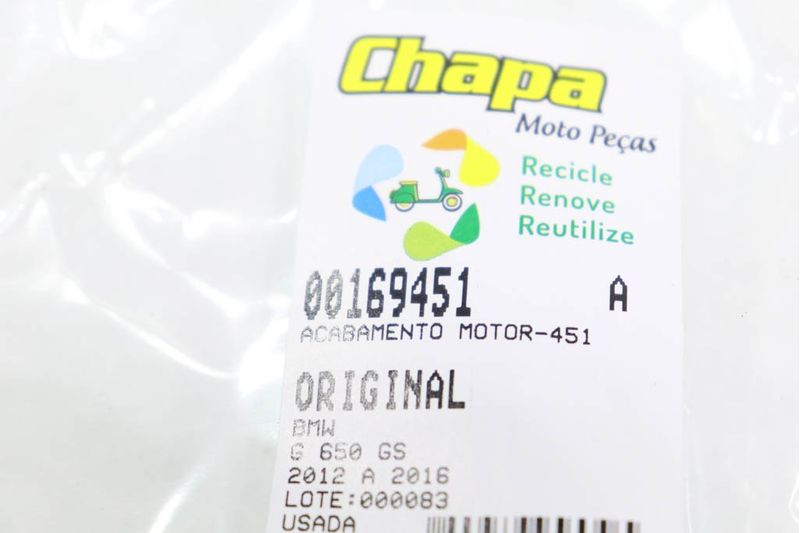 Chapa
Moto Peças
Recicle
Renove
Reutilize
00169451 A
ACABAMENTO MOTOR-451
ORIGINAL
BMW
G 650 GS
2012 A 2016
LOTE:000083
USADA